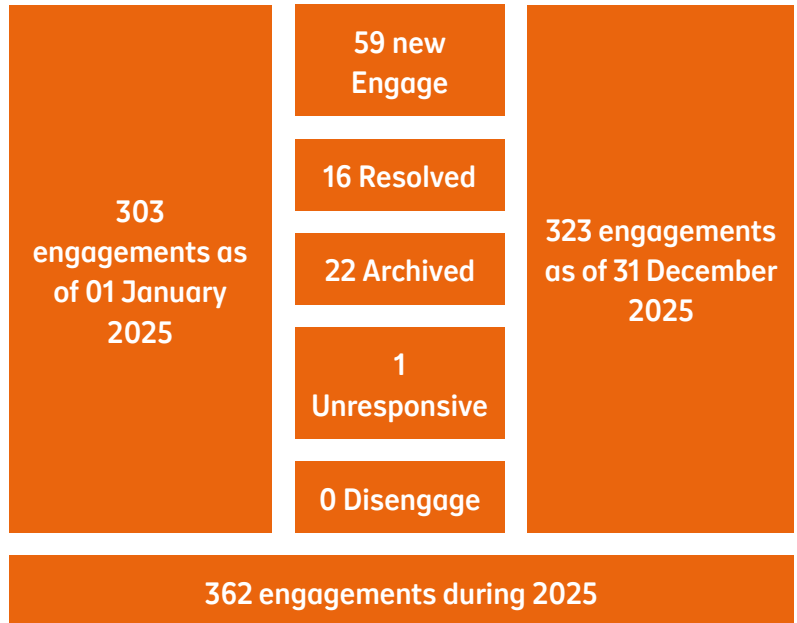 303
engagements as
of 01 January
2025
59 new
Engage
16 Resolved
22 Archived
1
Unresponsive
0 Disengage
323 engagements
as of 31 December
2025
362 engagements during 2025